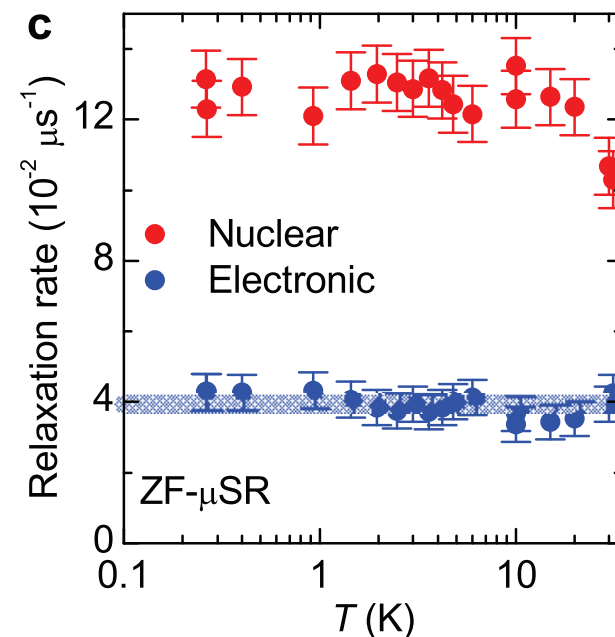 c
Relaxation rate (10⁻² μs⁻¹)
12
8
4
0
Nuclear
Electronic
ZF-μSR
0.1
1
10
T (K)